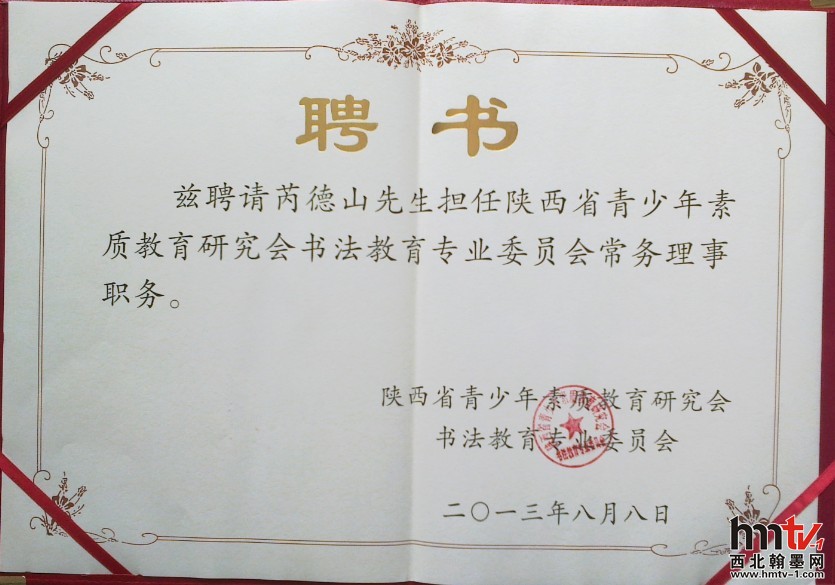 聘书
兹聘请芮德山先生担任陕西省青少年素
质教育研究会书法教育专业委员会常务理事
职务。
陕西省青少年素质教育研究会
书法教育专业委员会
二〇一三年八月八日
hmtv-1
西北翰墨网
www.hmtv-1.com